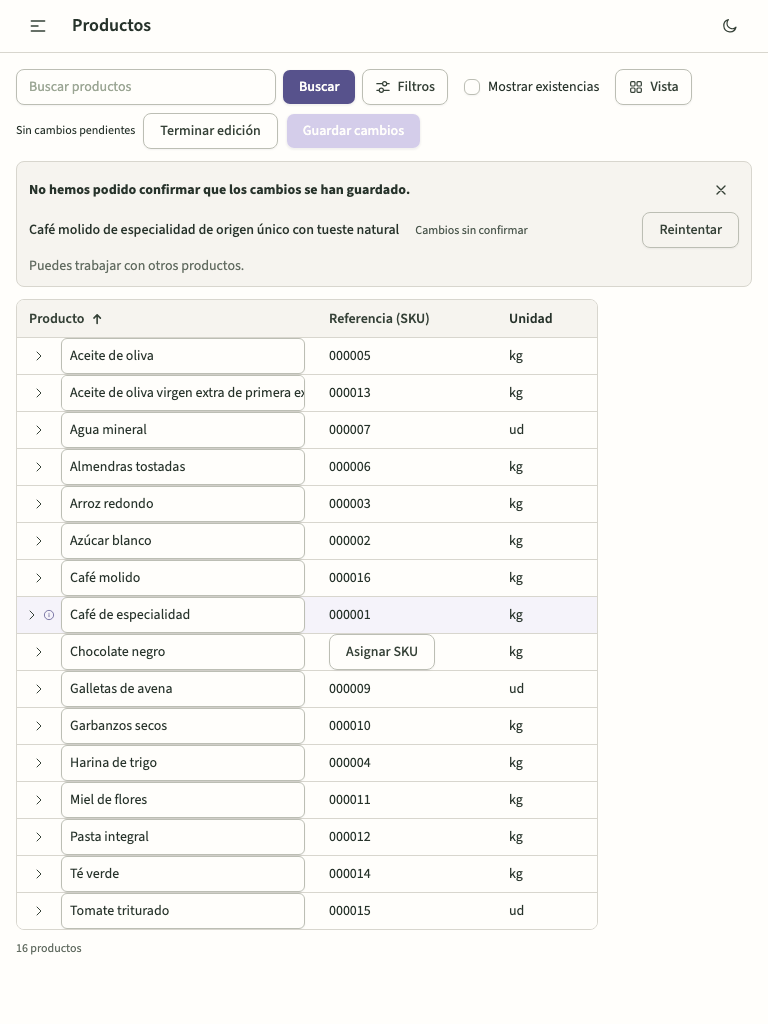 Productos
Buscar productos
Buscar
Filtros
Mostrar existencias
Vista
Sin cambios pendientes
Terminar edición
Guardar cambios
No hemos podido confirmar que los cambios se han guardado.
Café molido de especialidad de origen único con tueste natural
Cambios sin confirmar
Reintentar
Puedes trabajar con otros productos.
Producto Referencia (SKU) Unidad
Aceite de oliva 000005 kg
Aceite de oliva virgen extra de primera ex 000013 kg
Agua mineral 000007 ud
Almendras tostadas 000006 kg
Arroz redondo 000003 kg
Azúcar blanco 000002 kg
Café molido 000016 kg
Café de especialidad 000001 kg
Chocolate negro Asignar SKU kg
Galletas de avena 000009 ud
Garbanzos secos 000010 kg
Harina de trigo 000004 kg
Miel de flores 000011 kg
Pasta integral 000012 kg
Té verde 000014 kg
Tomate triturado 000015 ud
16 productos